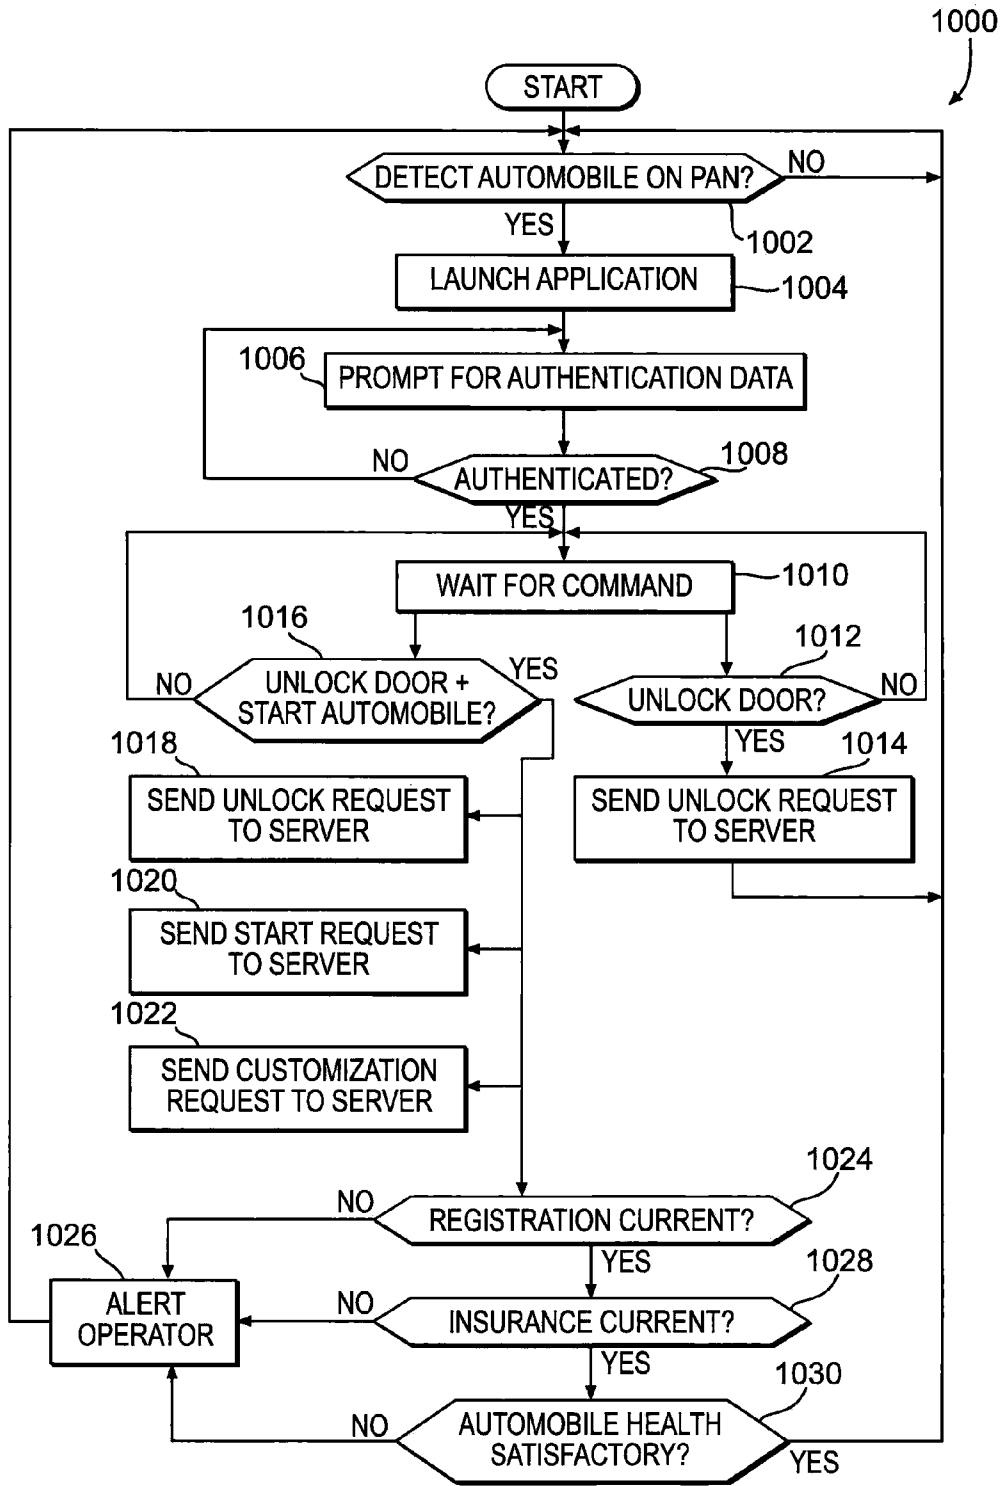 1000
START
DETECT AUTOMOBILE ON PAN?
NO
YES
1002
LAUNCH APPLICATION
1004
1006
PROMPT FOR AUTHENTICATION DATA
NO
1008
AUTHENTICATED?
YES
WAIT FOR COMMAND
1010
1016
1012
NO
UNLOCK DOOR +
START AUTOMOBILE?
YES
UNLOCK DOOR?
NO
YES
1018
1014
SEND UNLOCK REQUEST
TO SERVER
SEND UNLOCK REQUEST
TO SERVER
1020
SEND START REQUEST
TO SERVER
1022
SEND CUSTOMIZATION
REQUEST TO SERVER
1024
NO
REGISTRATION CURRENT?
1026
YES
1028
ALERT
OPERATOR
NO
INSURANCE CURRENT?
YES
1030
NO
AUTOMOBILE HEALTH
SATISFACTORY?
YES